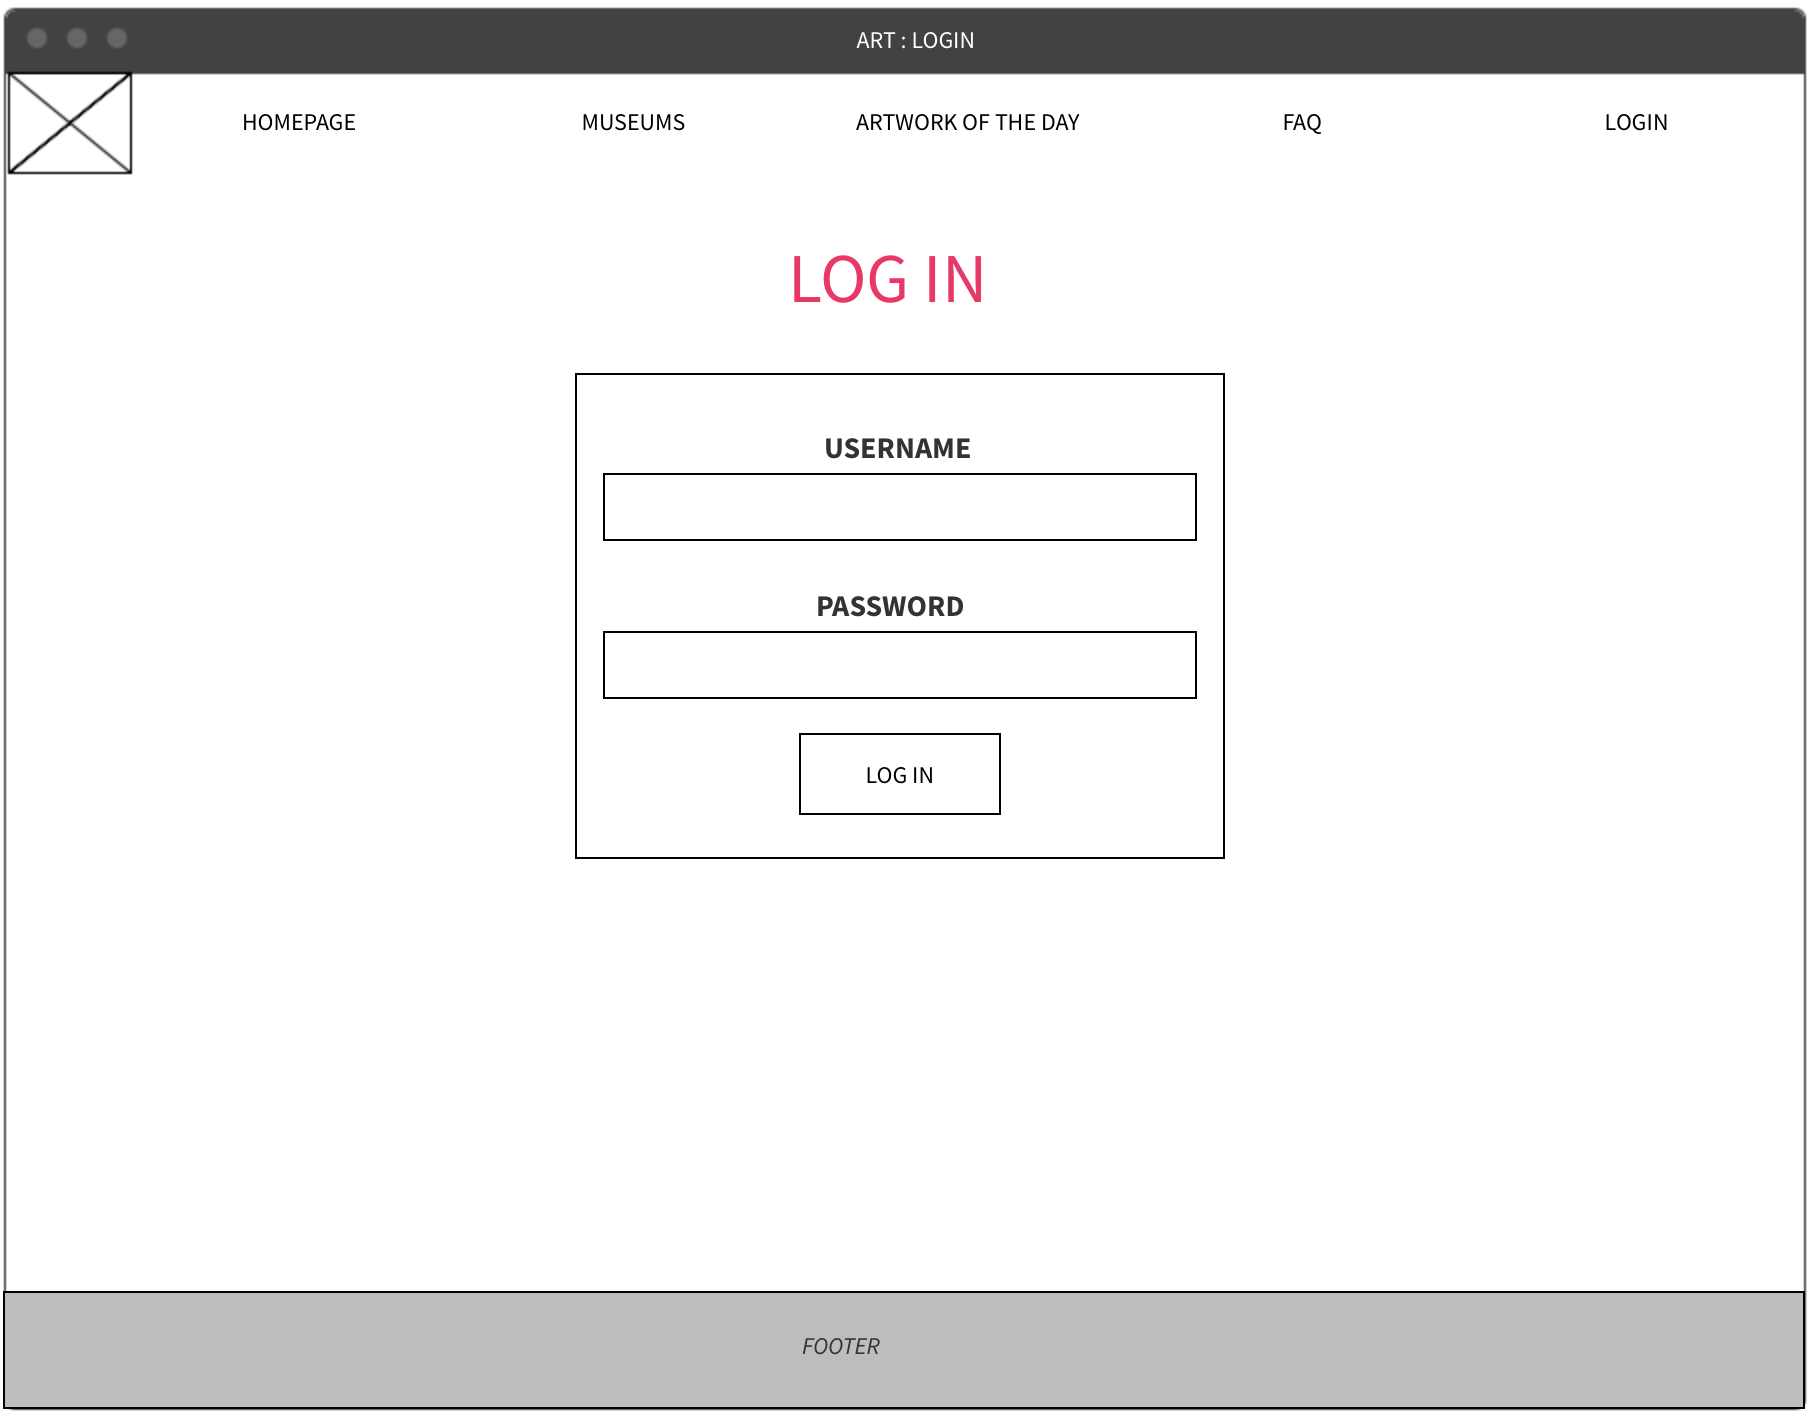 ART : LOGIN
HOMEPAGE MUSEUMS ARTWORK OF THE DAY FAQ LOGIN
LOG IN
USERNAME
PASSWORD
LOG IN
FOOTER